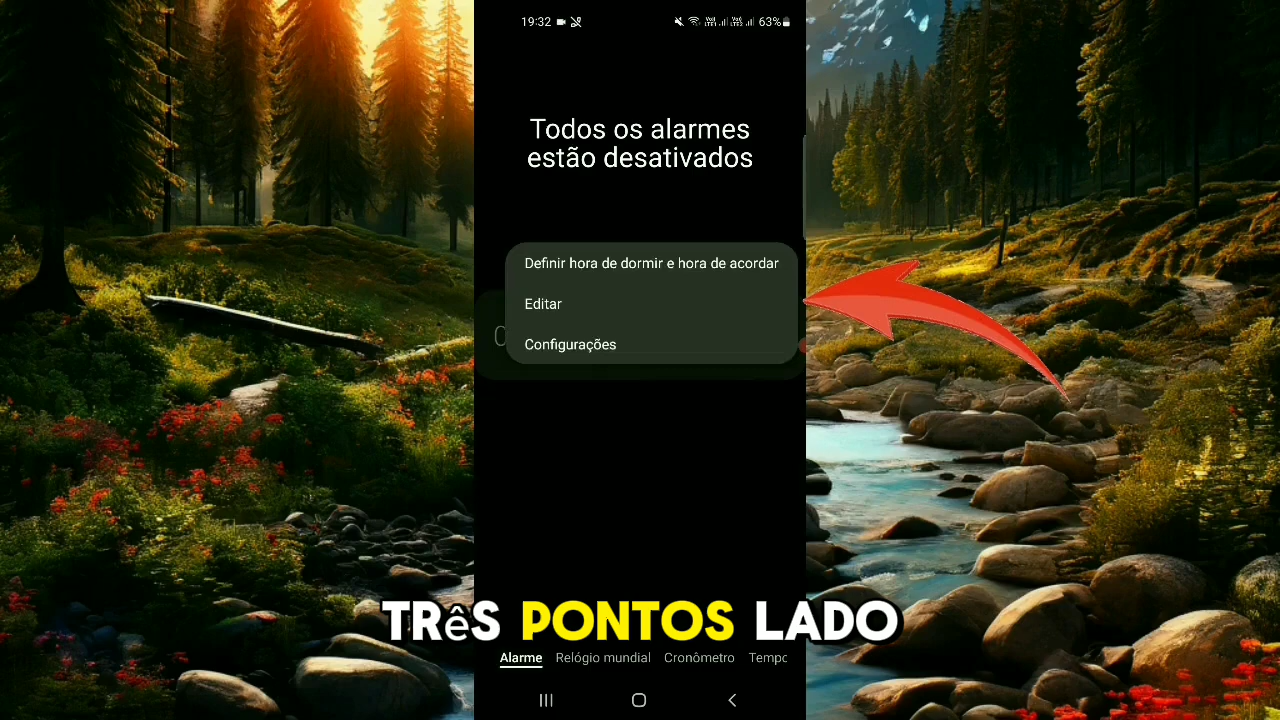 19:32
63%
Todos os alarmes
estão desativados
Definir hora de dormir e hora de acordar
Editar
0
Configurações
TRêS PONTOS LADO
Alarme Relógio mundial Cronômetro Tempo